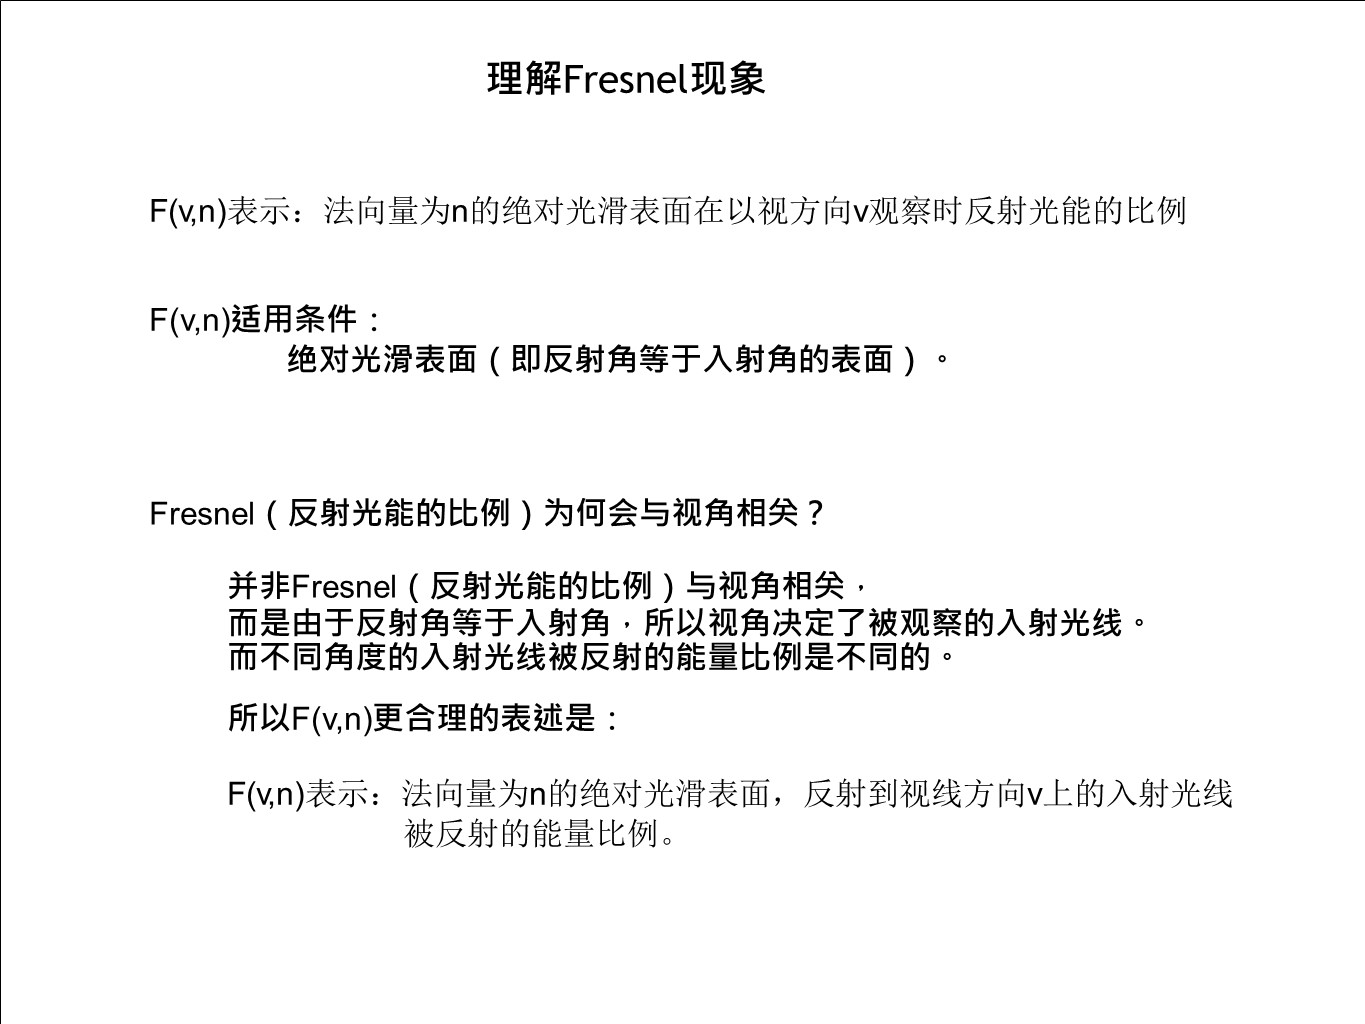 理解Fresnel现象
F(v,n)表示：法向量为n的绝对光滑表面在以视方向v观察时反射光能的比例
F(v,n)适用条件：
绝对光滑表面（即反射角等于入射角的表面）。
Fresnel（反射光能的比例）为何会与视角相关？
并非Fresnel（反射光能的比例）与视角相关，
而是由于反射角等于入射角，所以视角决定了被观察的入射光线。
而不同角度的入射光线被反射的能量比例是不同的。
所以F(v,n)更合理的表述是：
F(v,n)表示：法向量为n的绝对光滑表面，反射到视线方向v上的入射光线
被反射的能量比例。